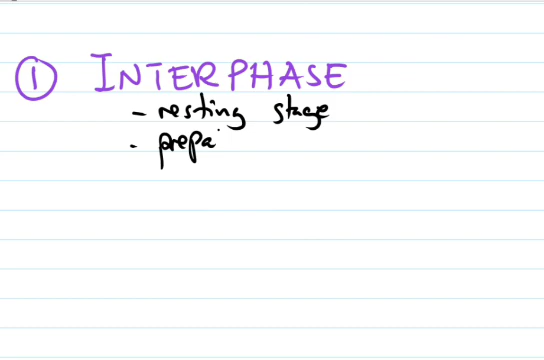 ① INTERPHASE
- resting stage
- prepa